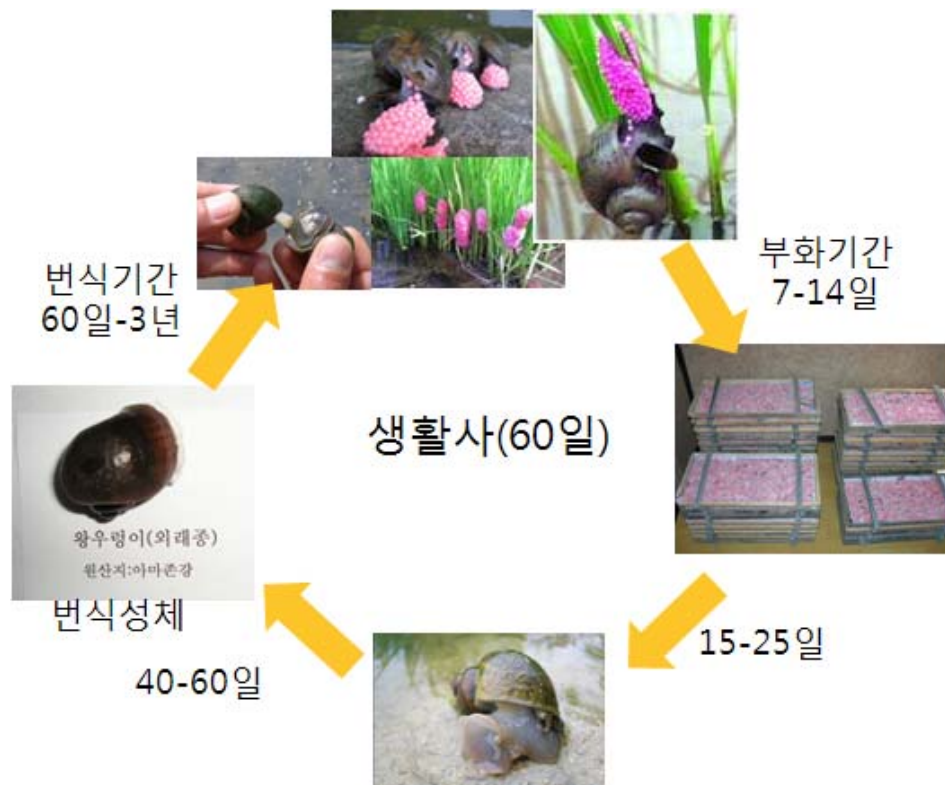 번식기간
60일-3년
부화기간
7-14일
생활사(60일)
왕우렁이(외래종)
원산지:아마존강
번식성체
40-60일
15-25일